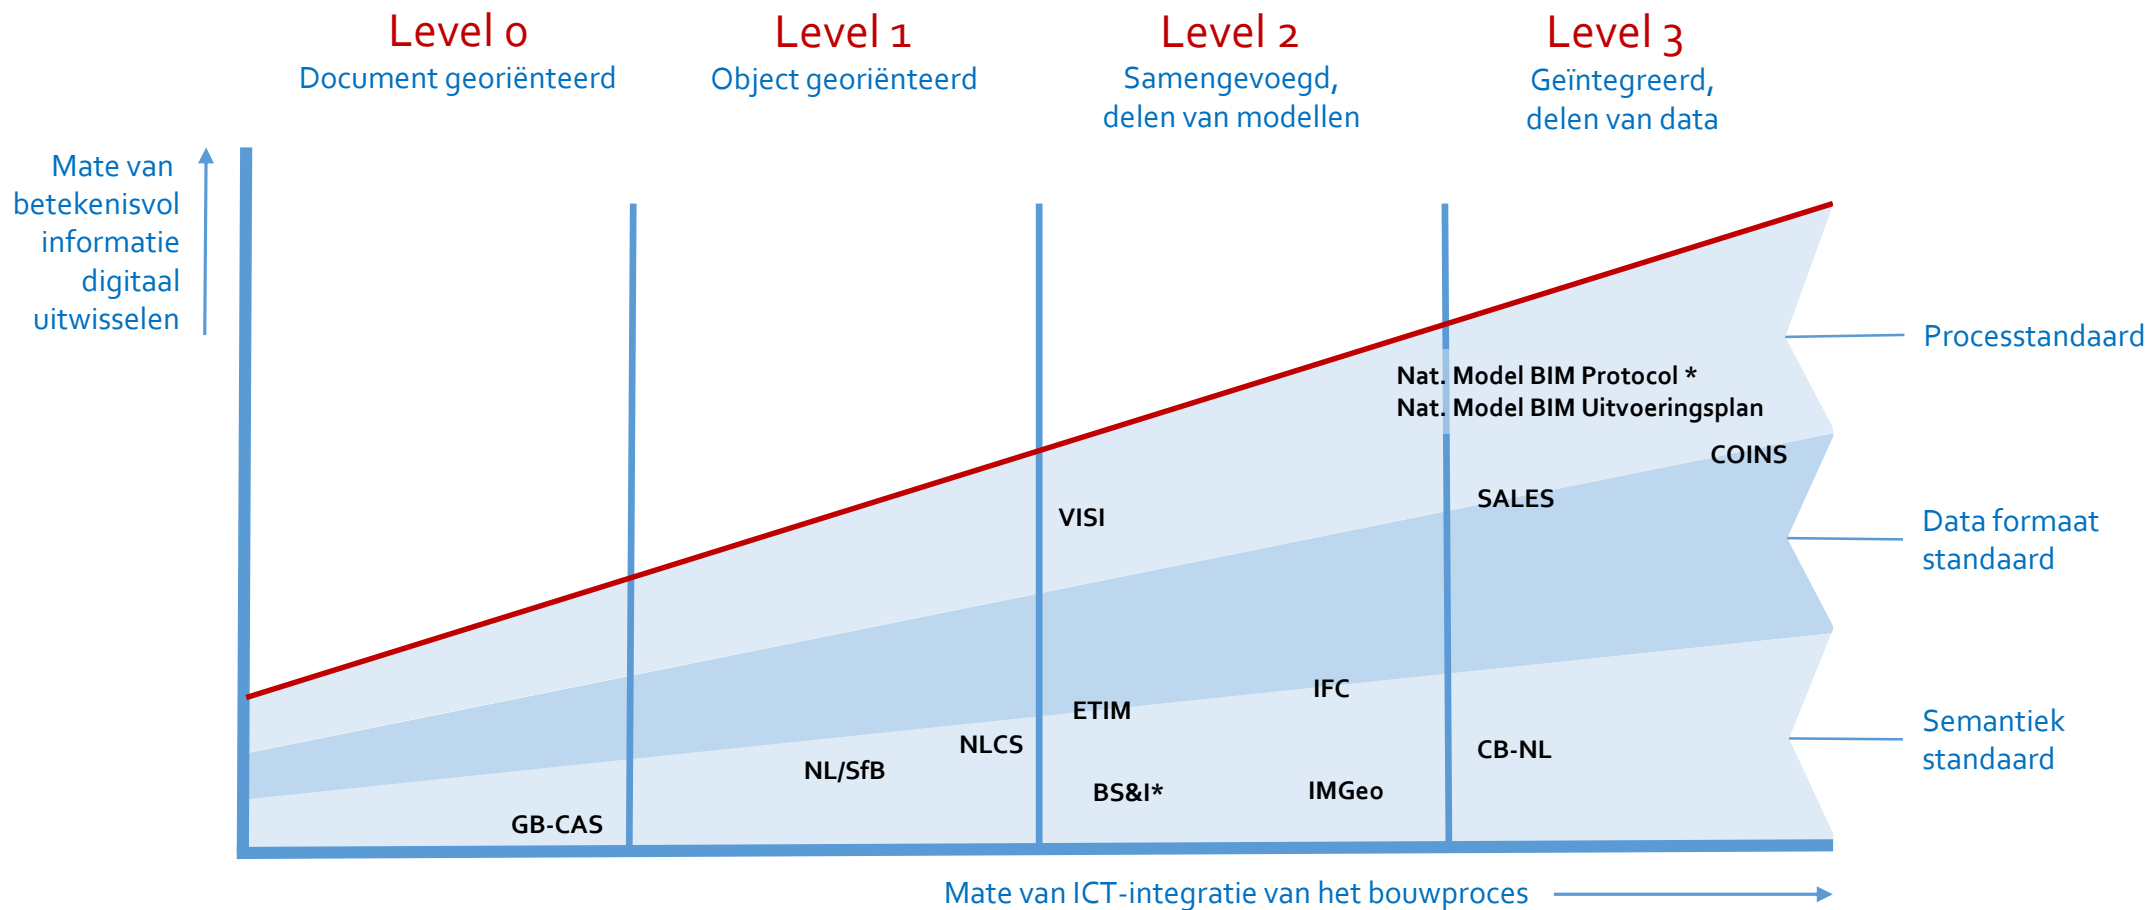 Level 0
Document georiënteerd
Level 1
Object georiënteerd
Level 2
Samengevoegd,
delen van modellen
Level 3
Geïntegreerd,
delen van data
Mate van
betekenisvol
informatie
digitaal
uitwisselen
Processtandaard
Nat. Model BIM Protocol *
Nat. Model BIM Uitvoeringsplan
COINS
SALES
VISI
Data formaat
standaard
IFC
ETIM
NLCS
CB-NL
NL/SfB
BS&I*
IMGeo
GB-CAS
Semantiek
standaard
Mate van ICT-integratie van het bouwproces